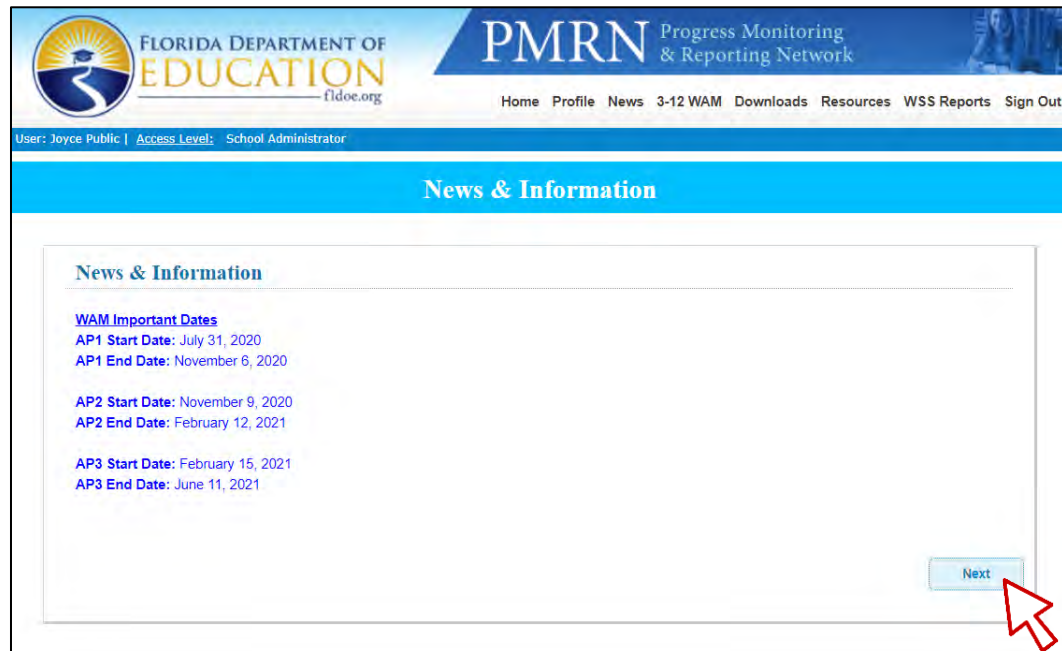 FLORIDA DEPARTMENT OF
EDUCATION
fldoe.org
PMRN Progress Monitoring
& Reporting Network
Home Profile News 3-12 WAM Downloads Resources WSS Reports Sign Out
User: Joyce Public | Access Level: School Administrator
News & Information
News & Information
WAM Important Dates
AP1 Start Date: July 31, 2020
AP1 End Date: November 6, 2020
AP2 Start Date: November 9, 2020
AP2 End Date: February 12, 2021
AP3 Start Date: February 15, 2021
AP3 End Date: June 11, 2021
Next